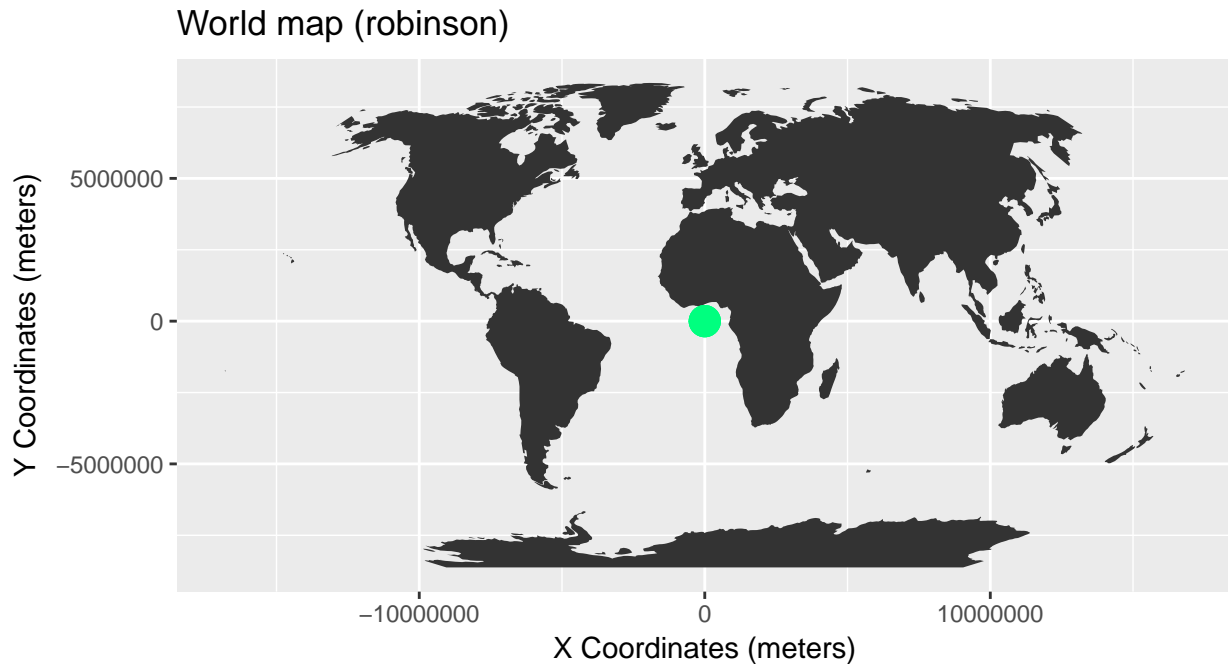 World map (robinson)
Y Coordinates (meters)
5000000
0
−5000000
−10000000
0
10000000
X Coordinates (meters)